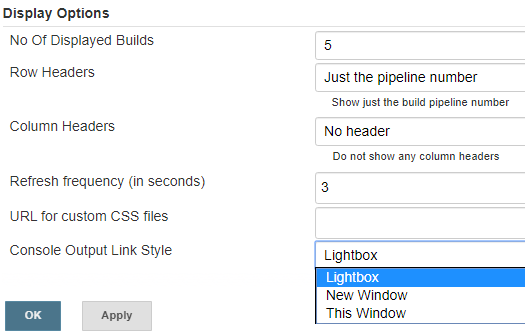 Display Options
No Of Displayed Builds
5
Row Headers
Just the pipeline number
Show just the build pipeline number
Column Headers
No header
Do not show any column headers
Refresh frequency (in seconds)
3
URL for custom CSS files
Console Output Link Style
Lightbox
Lightbox
New Window
This Window
OK
Apply